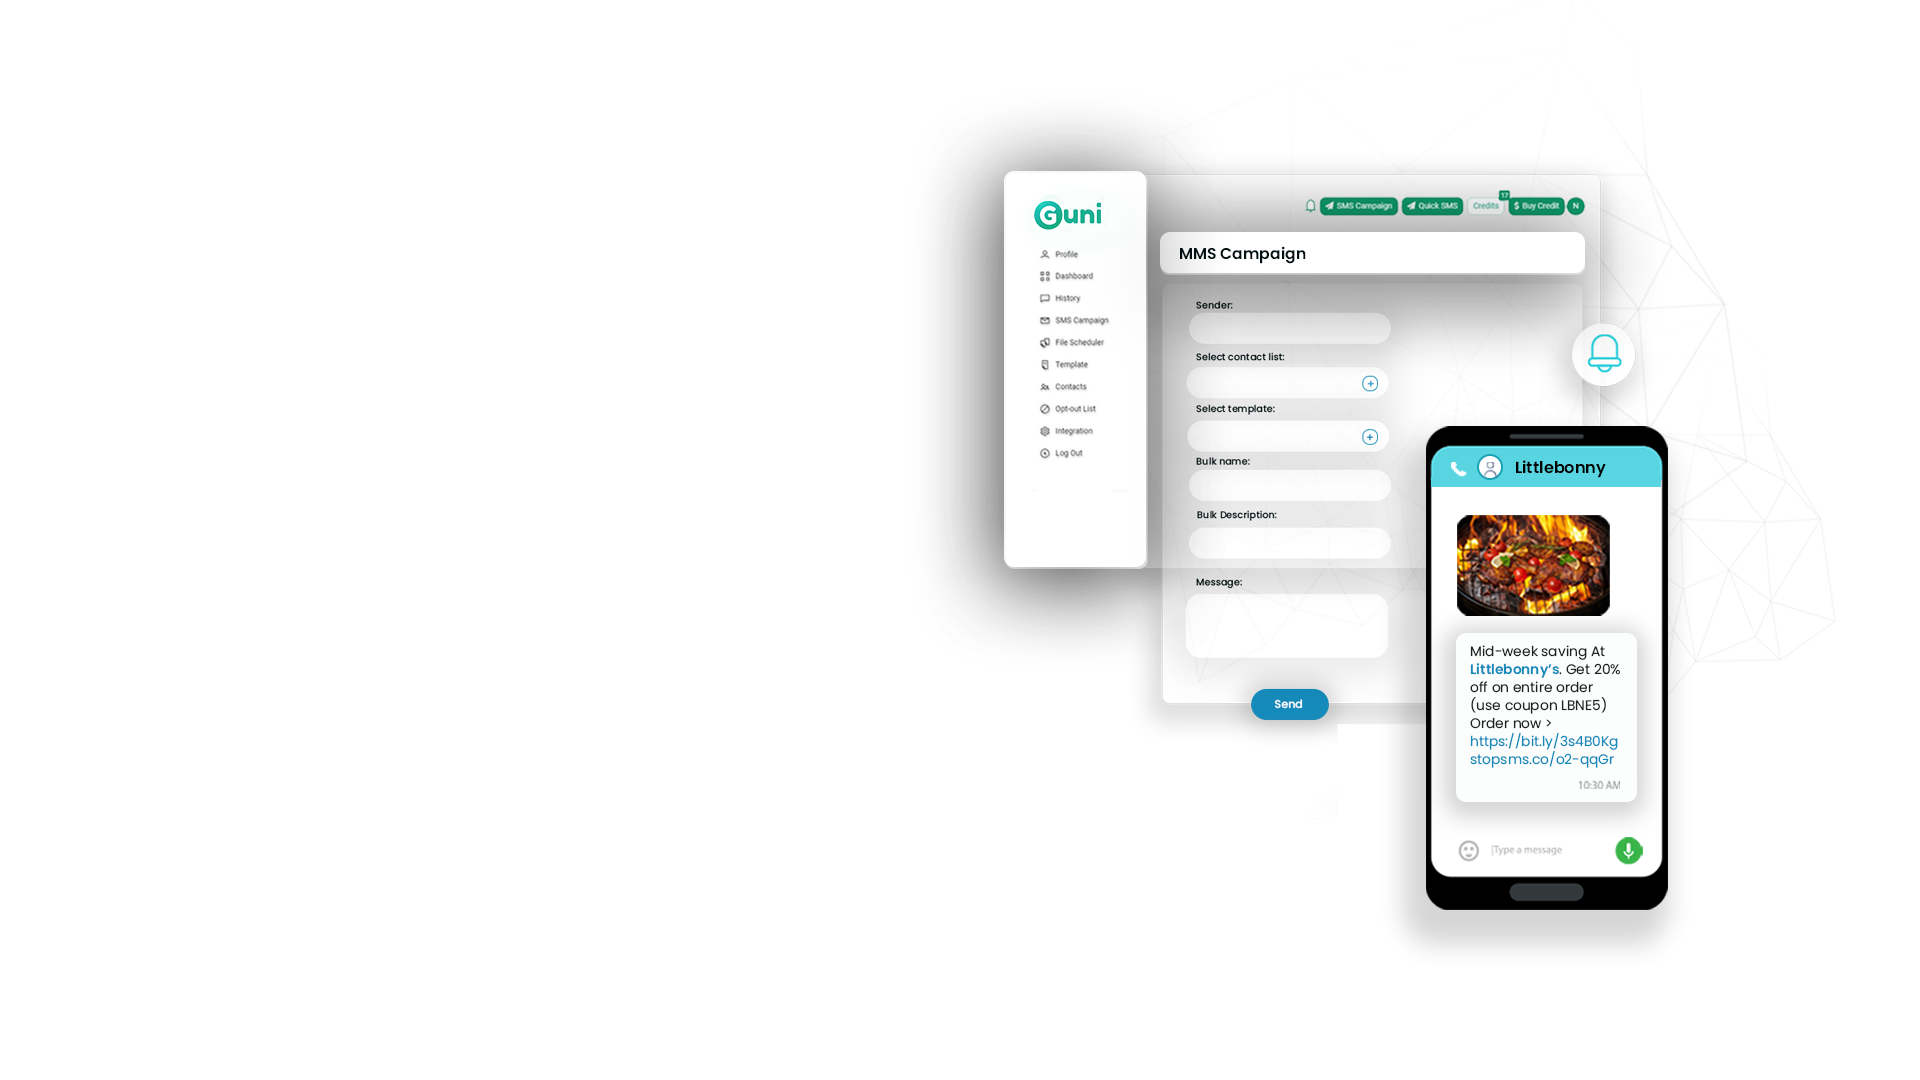 Guni
Profile
Dashboard
History
SMS Campaign
File Scheduler
Template
Contacts
Opt-out List
Integration
Log Out
SMS Campaign
Quick SMS
Credits
17
$ Buy Credit
N
MMS Campaign
Sender:
Select contact list:
Select template:
Bulk name:
Bulk Description:
Message:
Send
Littlebonny
Mid-week saving At
Littlebonny's. Get 20%
off on entire order
(use coupon LBNE5)
Order now >
https://bit.ly/3s4B0Kg
stopsms.co/o2-qqGr
10:30 AM
Type a message